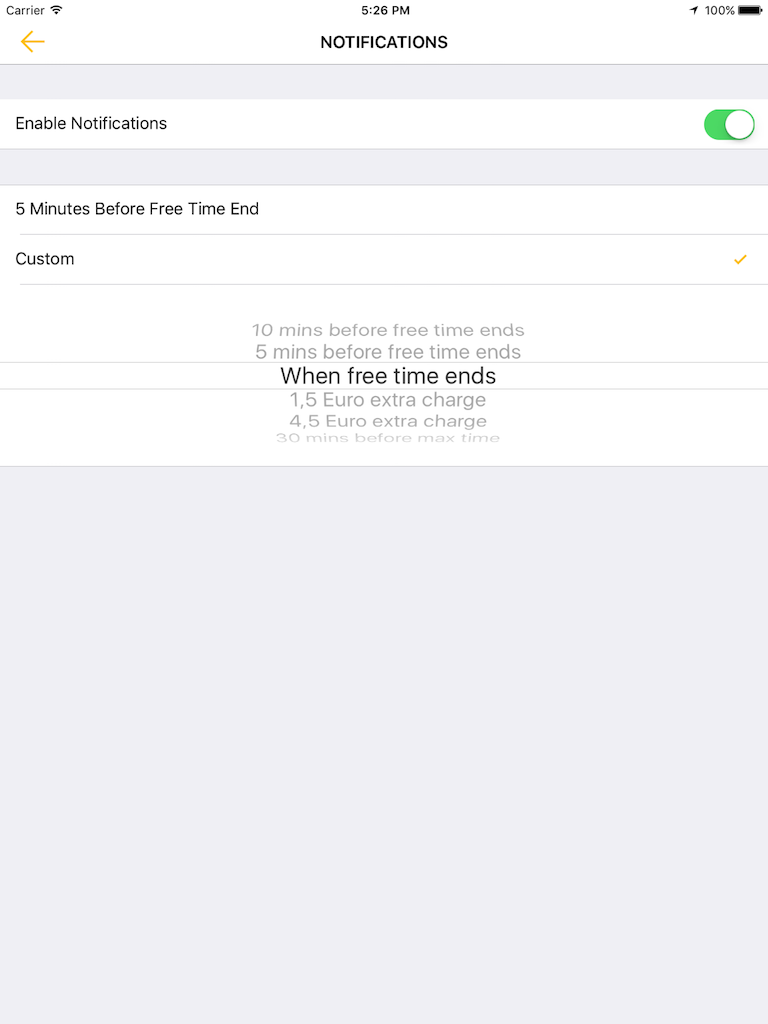 Carrier 5:26 PM 100%
NOTIFICATIONS
Enable Notifications
5 Minutes Before Free Time End
Custom
10 mins before free time ends
5 mins before free time ends
When free time ends
1,5 Euro extra charge
4,5 Euro extra charge
30 mins before max time